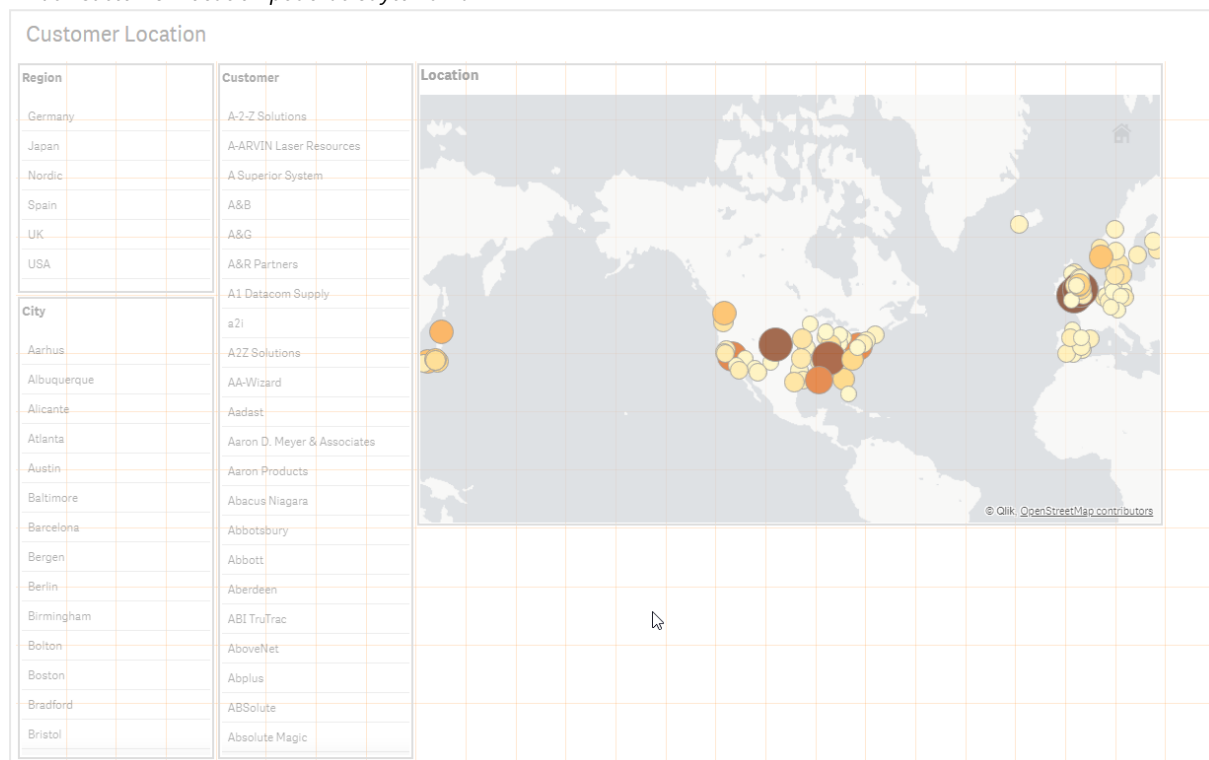 Customer Location
Region
Germany
Japan
Nordic
Spain
UK
USA
City
Aarhus
Albuquerque
Alicante
Atlanta
Austin
Baltimore
Barcelona
Bergen
Berlin
Birmingham
Bolton
Boston
Bradford
Bristol
Customer
A-2-Z Solutions
A-ARVIN Laser Resources
A Superior System
A&B
A&G
A&R Partners
A1 Datacom Supply
a2i
A2Z Solutions
AA-Wizard
Aadast
Aaron D. Meyer & Associates
Aaron Products
Abacus Niagara
Abbotsbury
Abbott
Aberdeen
ABI TruTrac
AboveNet
Abplus
ABSolute
Absolute Magic
Location
© Qlik, OpenStreetMap contributors